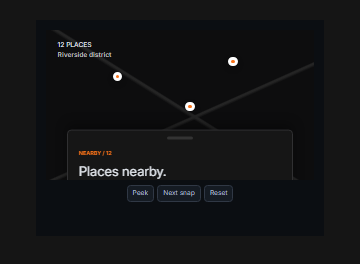 12 PLACES
Riverside district
NEARBY / 12
Places nearby.
Peek
Next snap
Reset